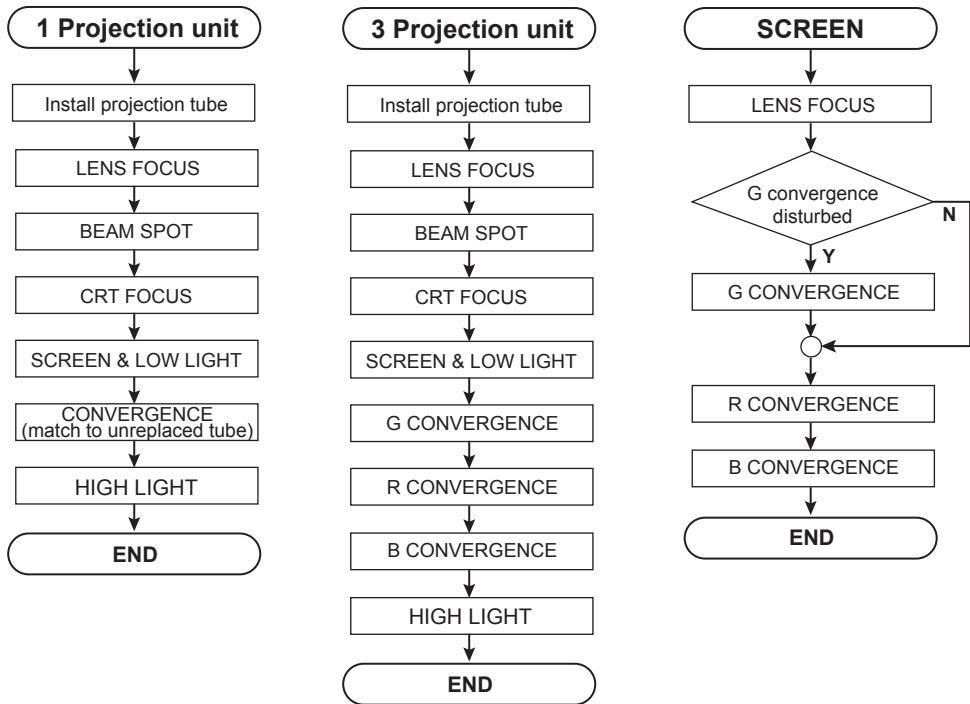 1 Projection unit
Install projection tube
LENS FOCUS
BEAM SPOT
CRT FOCUS
SCREEN & LOW LIGHT
CONVERGENCE
(match to unreplaced tube)
HIGH LIGHT
END
3 Projection unit
Install projection tube
LENS FOCUS
BEAM SPOT
CRT FOCUS
SCREEN & LOW LIGHT
G CONVERGENCE
R CONVERGENCE
B CONVERGENCE
HIGH LIGHT
END
SCREEN
LENS FOCUS
G convergence
disturbed
N
Y
G CONVERGENCE
R CONVERGENCE
B CONVERGENCE
END